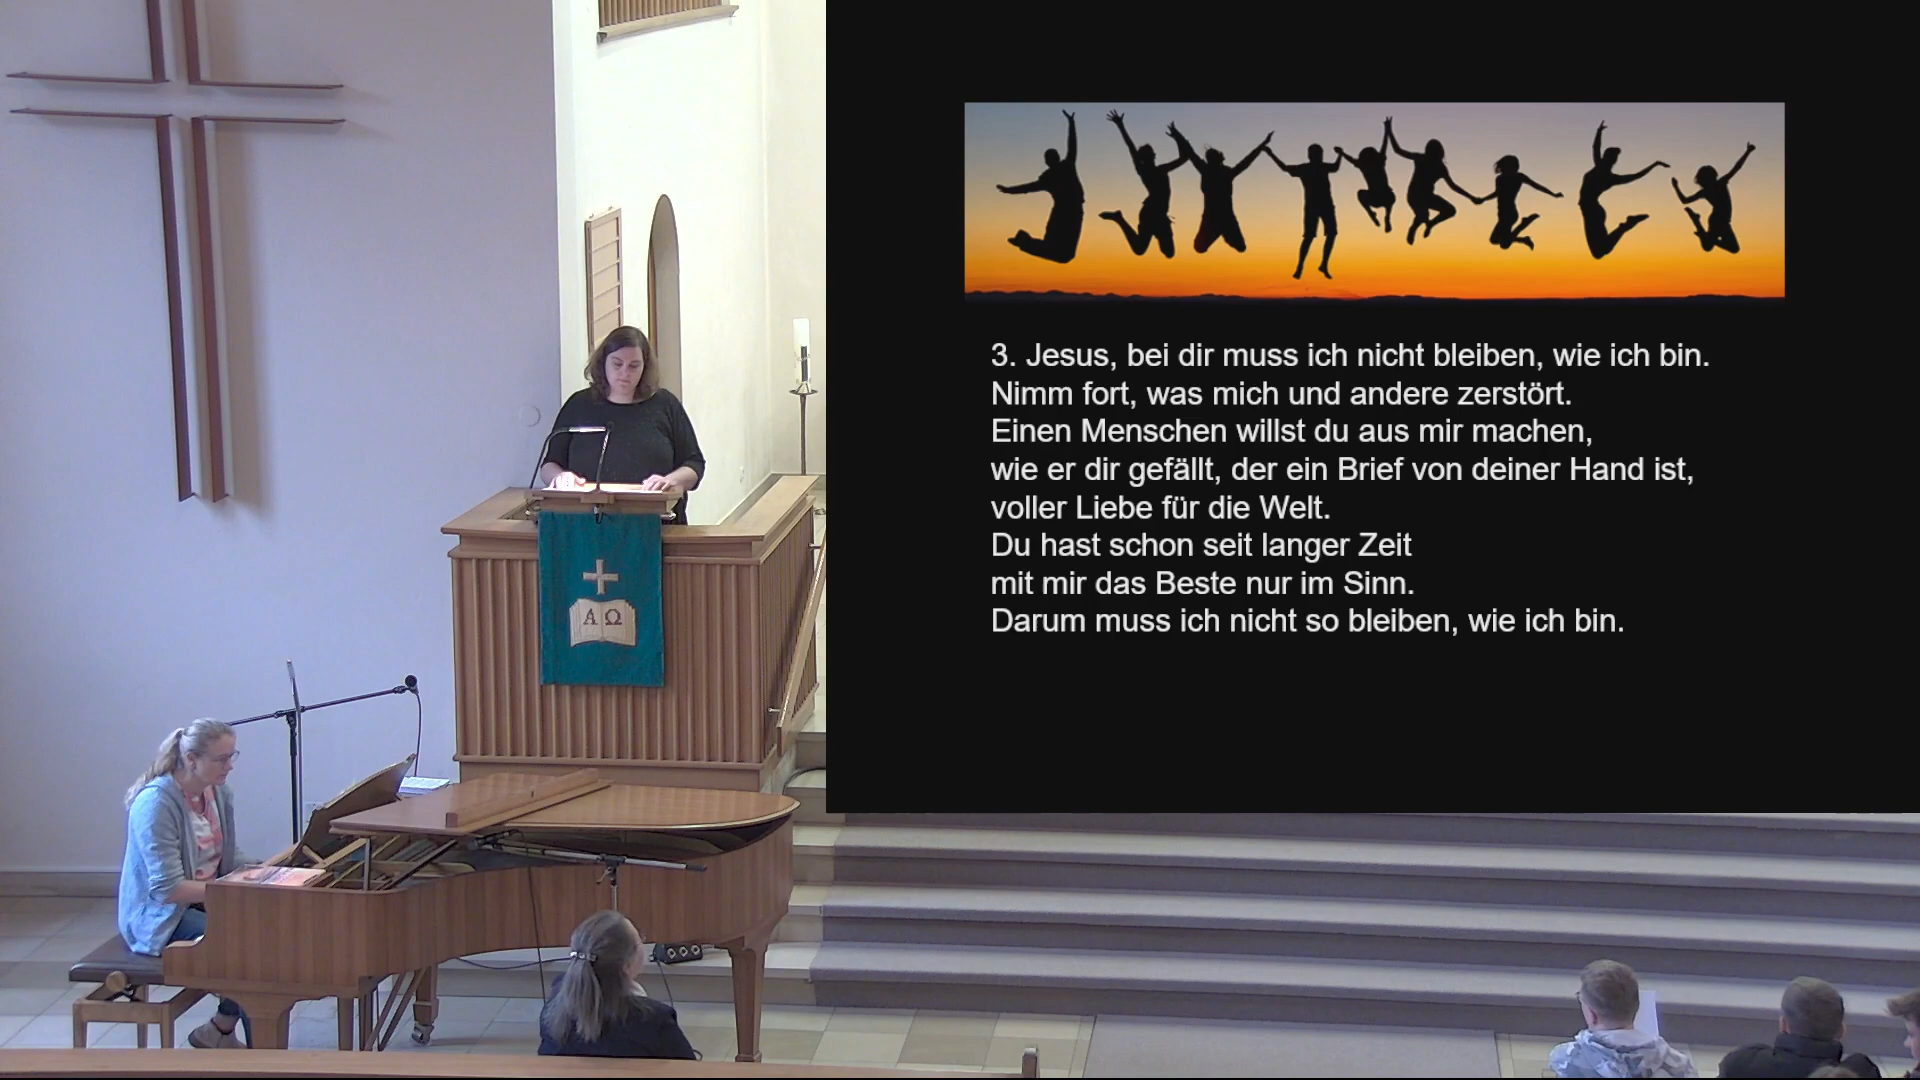 3. Jesus, bei dir muss ich nicht bleiben, wie ich bin.
Nimm fort, was mich und andere zerstört.
Einen Menschen willst du aus mir machen,
wie er dir gefällt, der ein Brief von deiner Hand ist,
voller Liebe für die Welt.
Du hast schon seit langer Zeit
mit mir das Beste nur im Sinn.
Darum muss ich nicht so bleiben, wie ich bin.
Α Ω